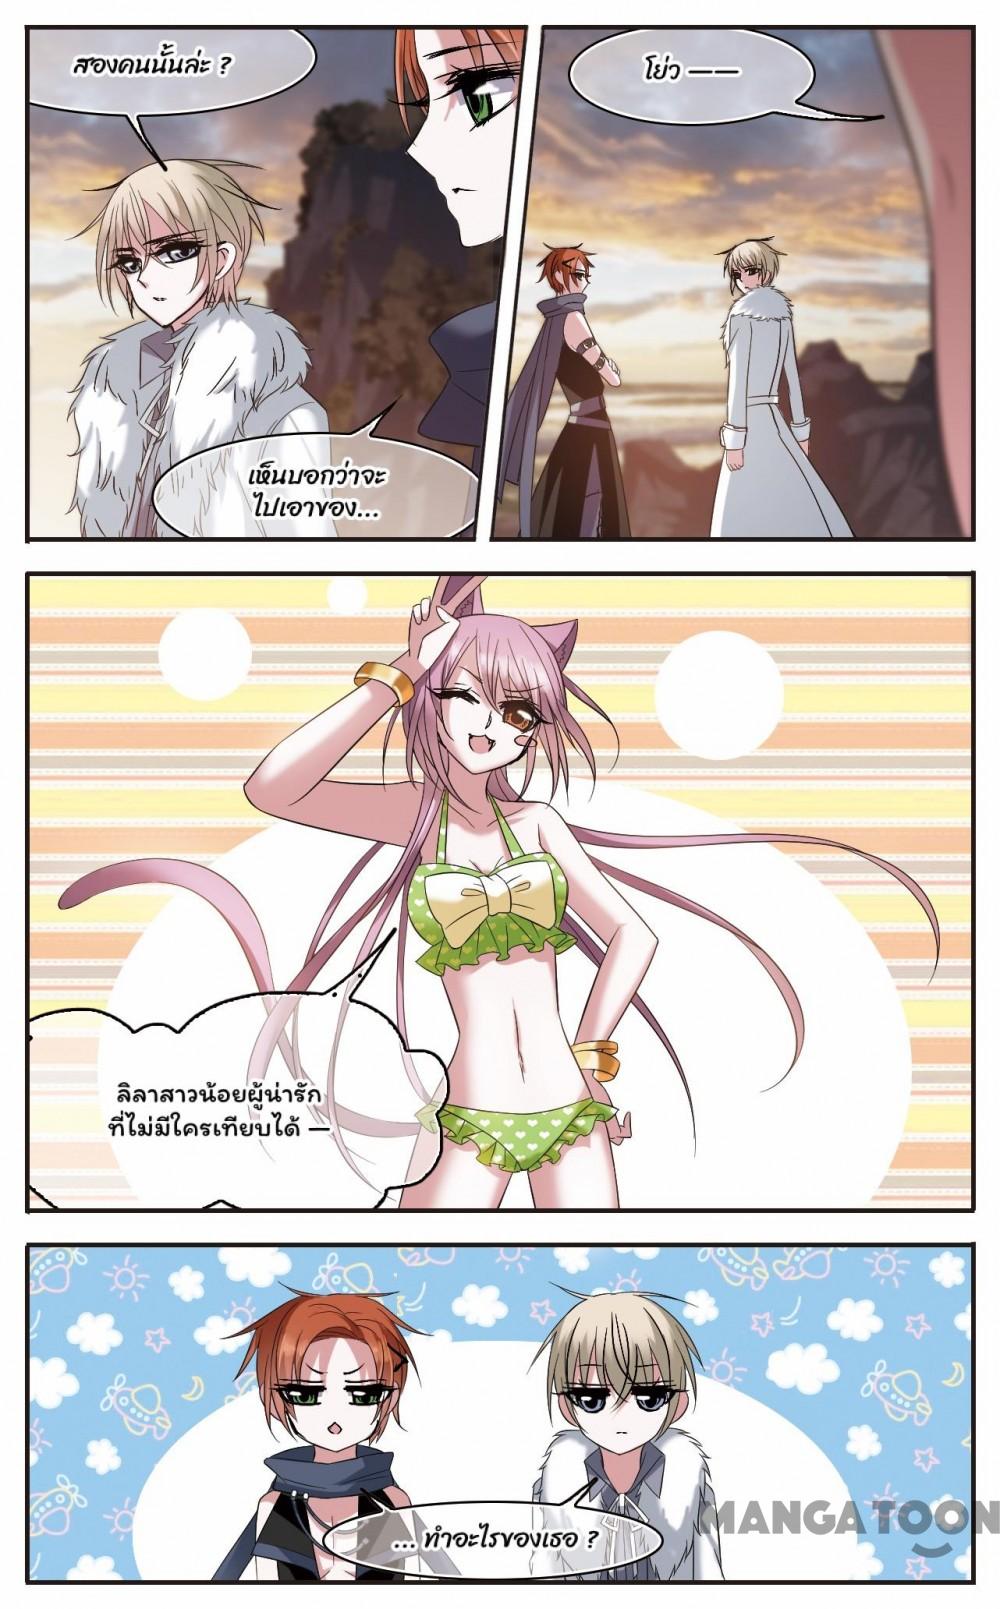 สองคนนั้นล่ะ ?
เห็นบอกว่าจะ
ไปเอาของ...
โย่ว ——
ลิลาสาวน้อยผู้น่ารัก
ที่ไม่มีใครเทียบได้ —
... ทำอะไรของเธอ ?
MANGATOON